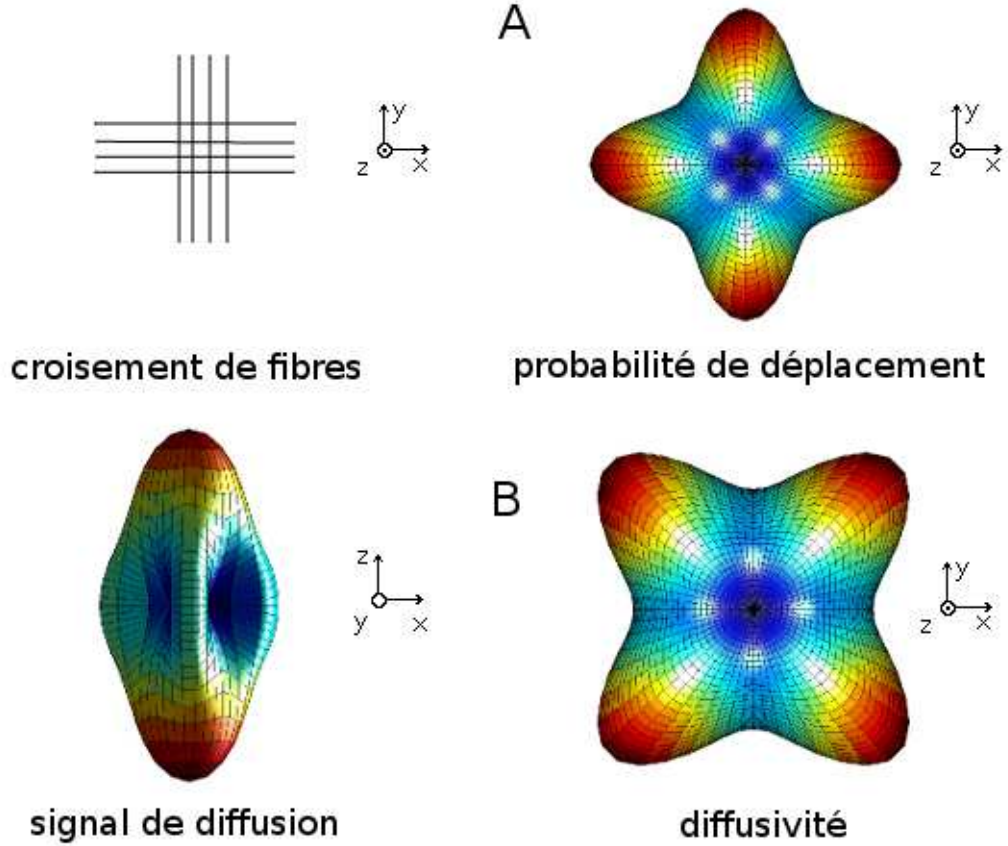 A
y
z
x
y
z
x
croisement de fibres
probabilité de déplacement
B
z
y
x
y
z
x
signal de diffusion
diffusivité